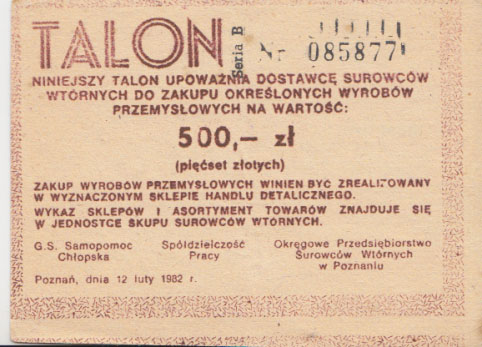 TALON
Seria B
Nr 085877
NINIEJSZY TALON UPOWAŻNIA DOSTAWCĘ SUROWCÓW
WTÓRNYCH DO ZAKUPU OKREŚLONYCH WYROBÓW
PRZEMYSŁOWYCH NA WARTOŚĆ:
500,— zł
(pięćset złotych)
ZAKUP WYROBÓW PRZEMYSŁOWYCH WINIEN BYĆ ZREALIZOWANY
W WYZNACZONYM SKLEPIE HANDLU DETALICZNEGO.
WYKAZ SKLEPÓW I ASORTYMENT TOWARÓW ZNAJDUJE SIĘ
W JEDNOSTCE SKUPU SUROWCÓW WTÓRNYCH.
G.S. Samopomoc Spółdzielczość Okręgowe Przedsiębiorstwo
Chłopska Pracy Surowców Wtórnych
w Poznaniu
Poznań, dnia 12 luty 1982 r.